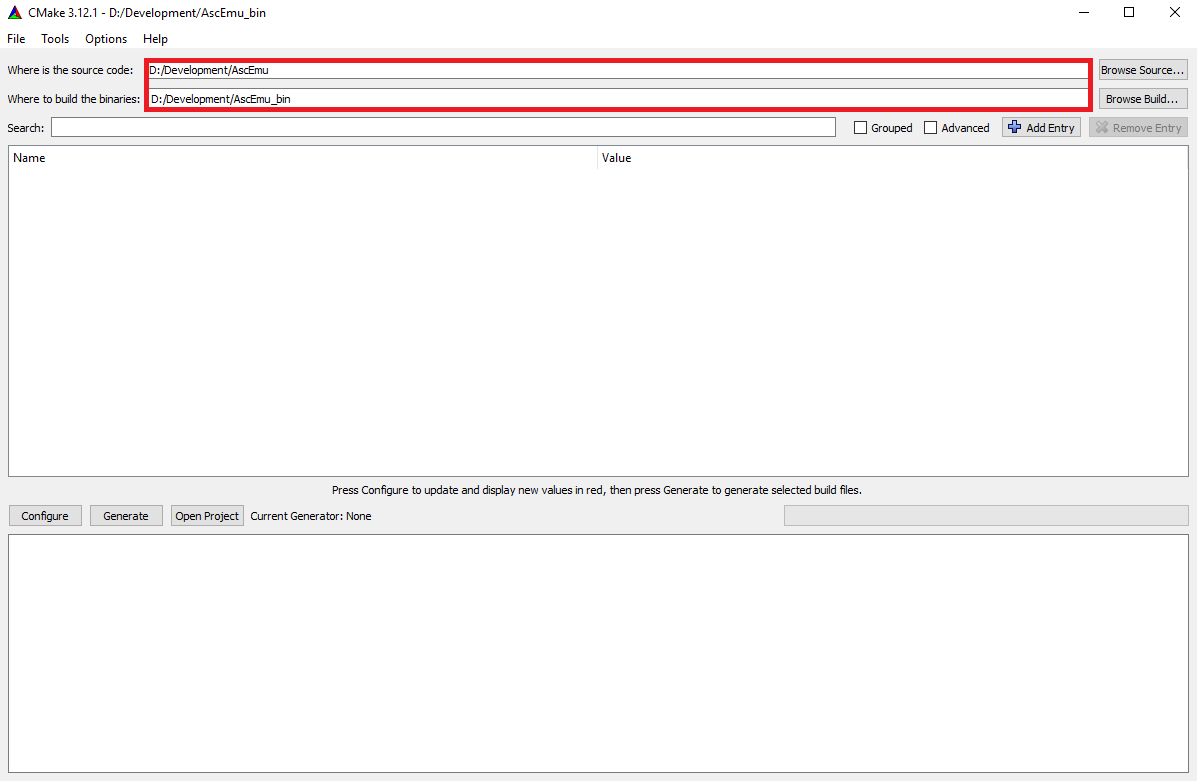 CMake 3.12.1 - D:/Development/AscEmu_bin
File Tools Options Help
Where is the source code: D:/Development/AscEmu Browse Source...
Where to build the binaries: D:/Development/AscEmu_bin Browse Build...
Search: Grouped Advanced Add Entry Remove Entry
Name Value
Press Configure to update and display new values in red, then press Generate to generate selected build files.
Configure Generate Open Project Current Generator: None